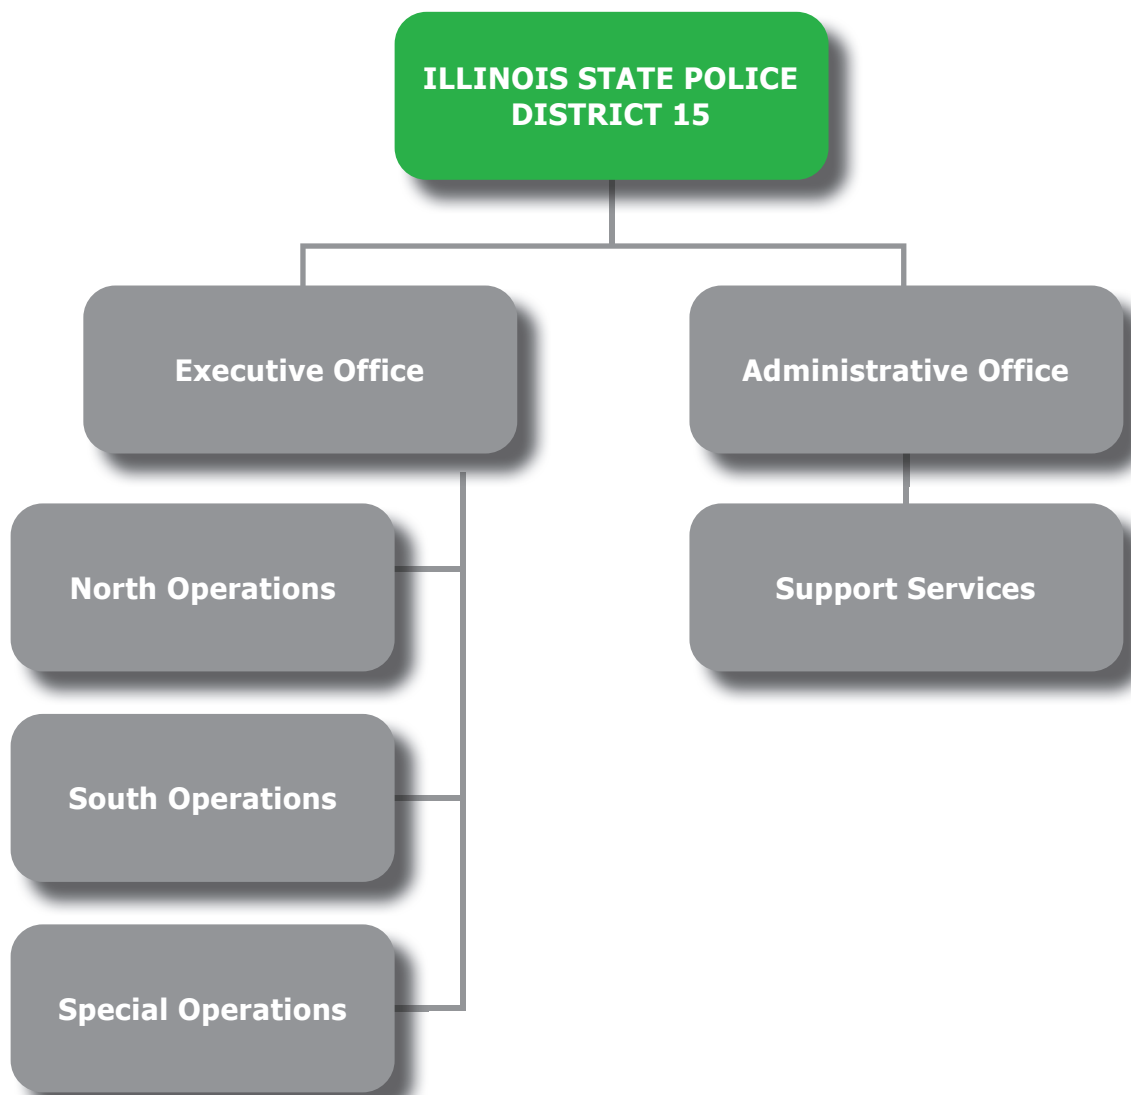 ILLINOIS STATE POLICE
DISTRICT 15
Executive Office
Administrative Office
North Operations
Support Services
South Operations
Special Operations